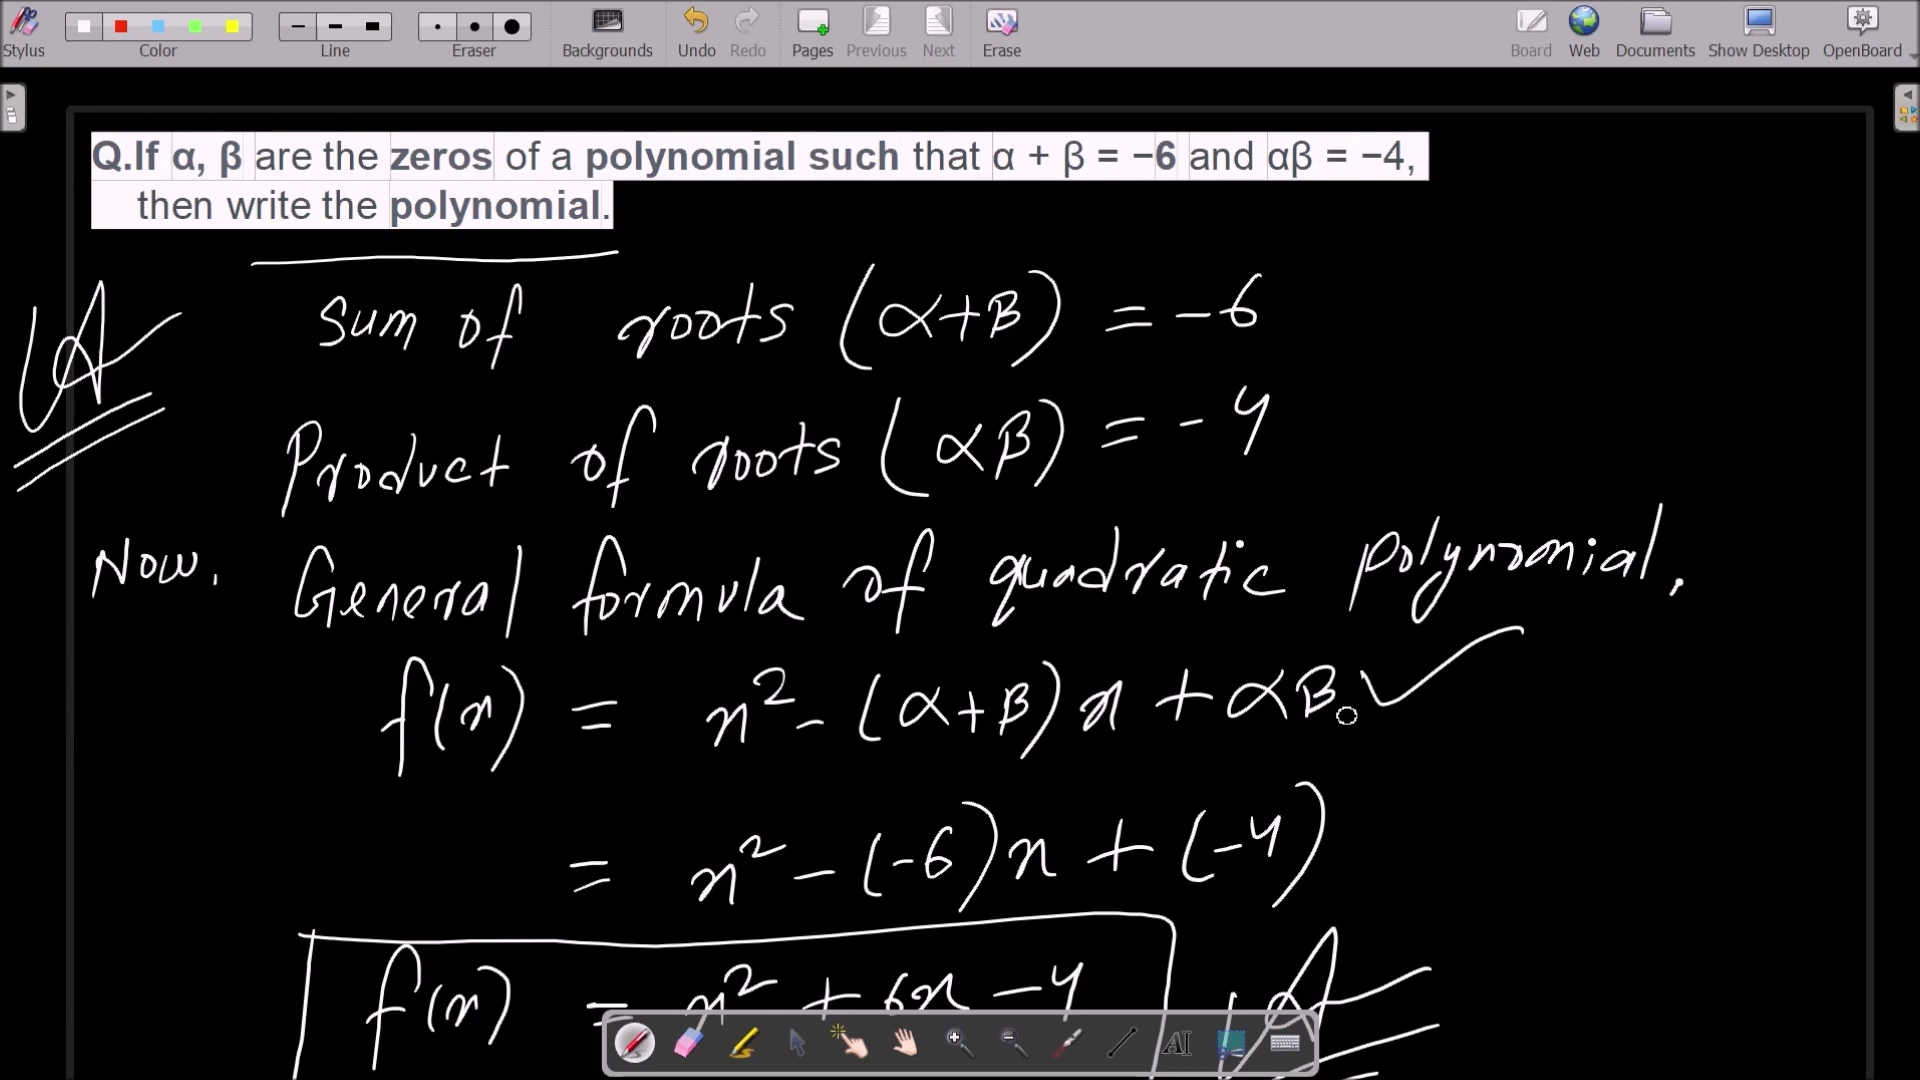 Stylus Color Line Eraser Backgrounds Undo Redo Pages Previous Next Erase Board Web Documents Show Desktop OpenBoard
Q.If α, β are the zeros of a polynomial such that α + β = −6 and αβ = −4,
then write the polynomial.
Sum of roots (α+β) = -6
Product of roots (αβ) = -4
Now, General formula of quadratic polynomial,
f(x) = x² - (α+β)x + αβ.
= x² - (-6)x + (-4)
f(x) = x² + 6x - 4
AI